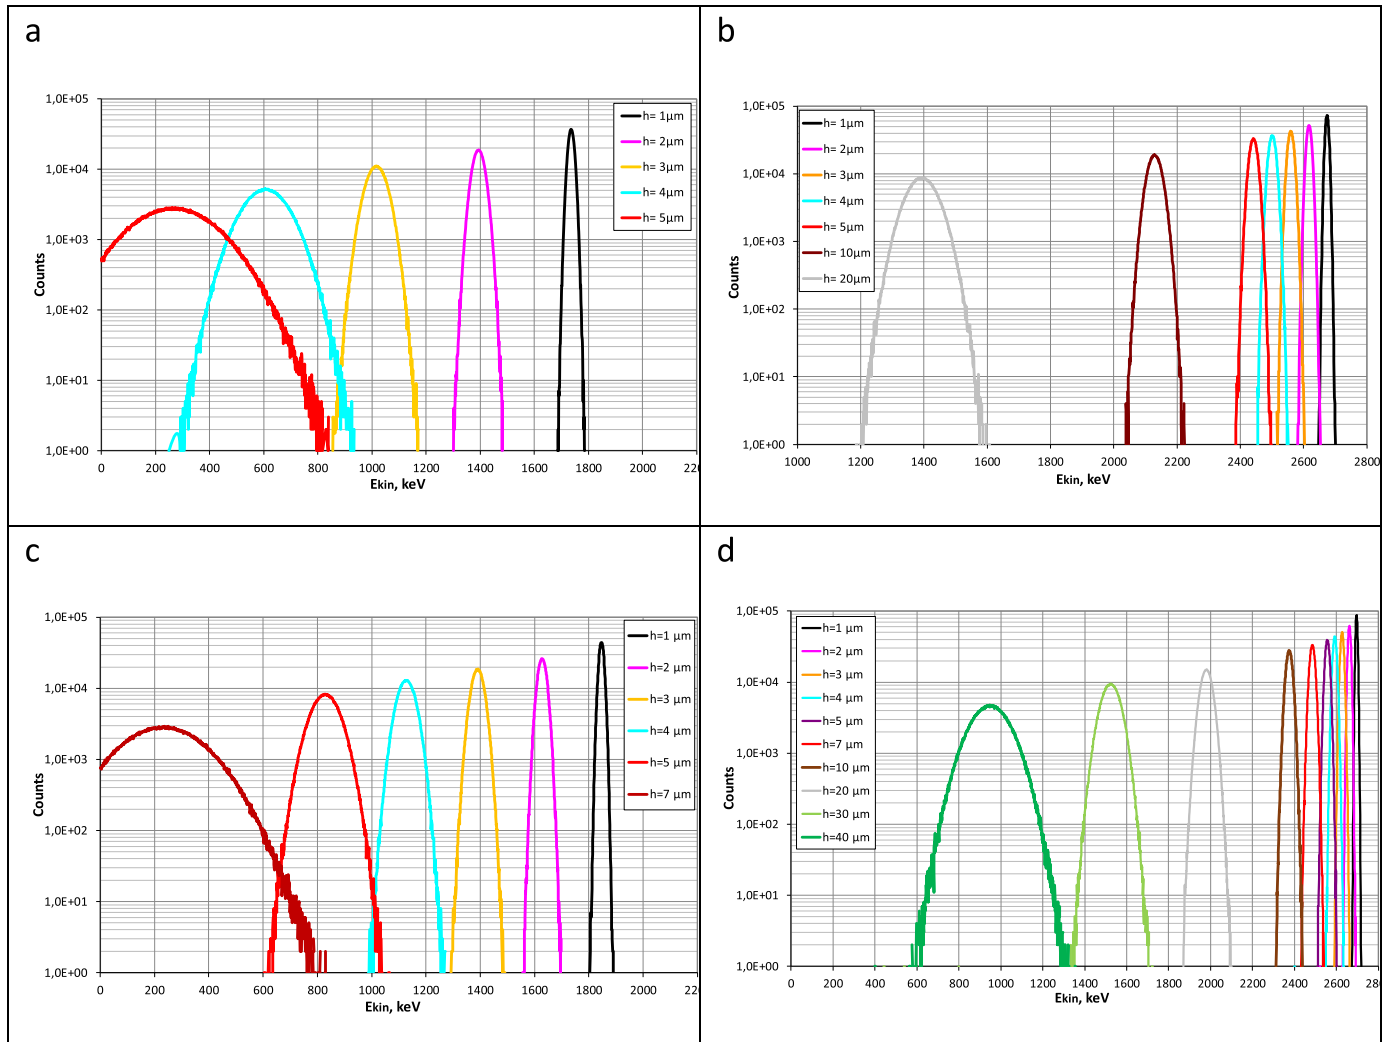 a
1,0E+05
1,0E+04
1,0E+03
1,0E+02
1,0E+01
1,0E+00
Counts
0 200 400 600 800 1000 1200 1400 1600 1800 2000 220
Ekin, keV
h= 1µm
h= 2µm
h= 3µm
h= 4µm
h= 5µm
b
1,0E+05
1,0E+04
1,0E+03
1,0E+02
1,0E+01
1,0E+00
Counts
1000 1200 1400 1600 1800 2000 2200 2400 2600 2800
Ekin, keV
h= 1µm
h= 2µm
h= 3µm
h= 4µm
h= 5µm
h= 10µm
h= 20µm
c
1,0E+05
1,0E+04
1,0E+03
1,0E+02
1,0E+01
1,0E+00
Counts
0 200 400 600 800 1000 1200 1400 1600 1800 2000 220
Ekin, keV
h=1 µm
h=2 µm
h=3 µm
h=4 µm
h=5 µm
h=7 µm
d
1,0E+05
1,0E+04
1,0E+03
1,0E+02
1,0E+01
1,0E+00
Counts
0 200 400 600 800 1000 1200 1400 1600 1800 2000 2200 2400 2600 280
Ekin, keV
h=1 µm
h=2 µm
h=3 µm
h=4 µm
h=5 µm
h=7 µm
h=10 µm
h=20 µm
h=30 µm
h=40 µm